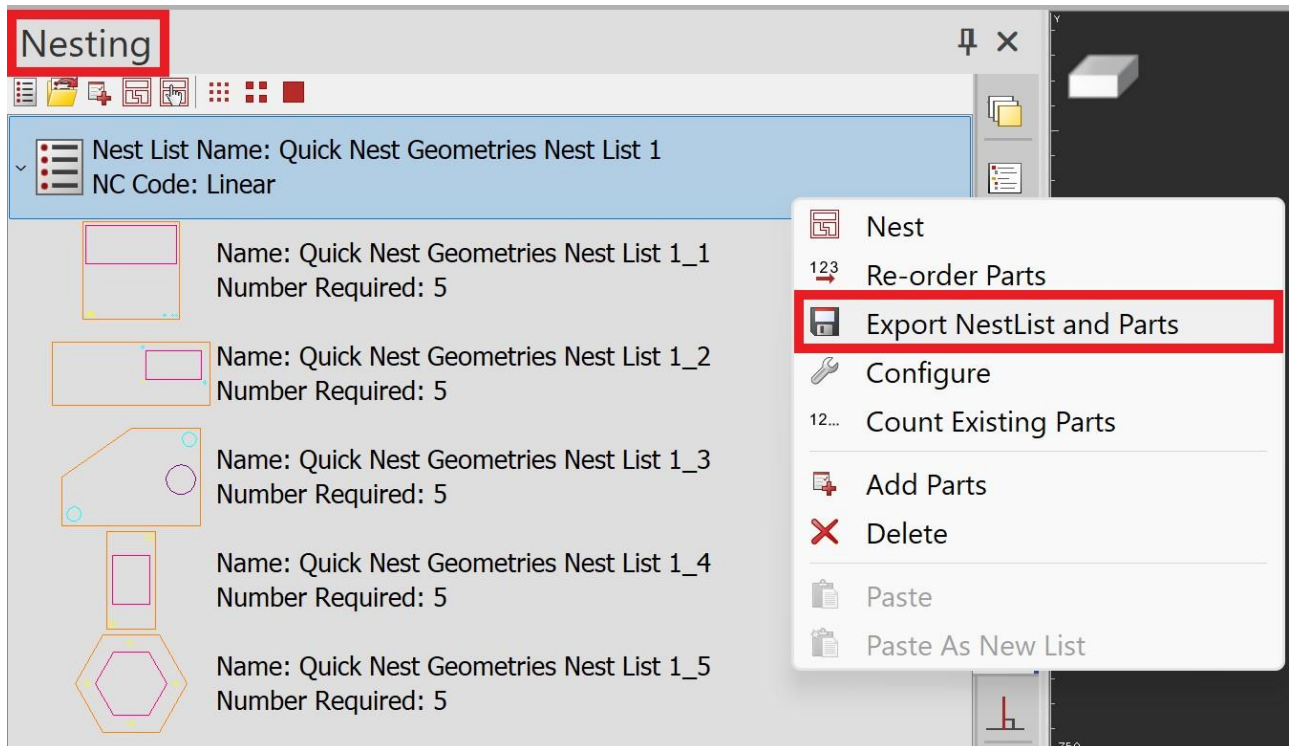 Nesting
Y
Nest List Name: Quick Nest Geometries Nest List 1
NC Code: Linear
Name: Quick Nest Geometries Nest List 1_1
Number Required: 5
Name: Quick Nest Geometries Nest List 1_2
Number Required: 5
Name: Quick Nest Geometries Nest List 1_3
Number Required: 5
Name: Quick Nest Geometries Nest List 1_4
Number Required: 5
Name: Quick Nest Geometries Nest List 1_5
Number Required: 5
Nest
123
Re-order Parts
Export NestList and Parts
Configure
12...
Count Existing Parts
Add Parts
Delete
Paste
Paste As New List